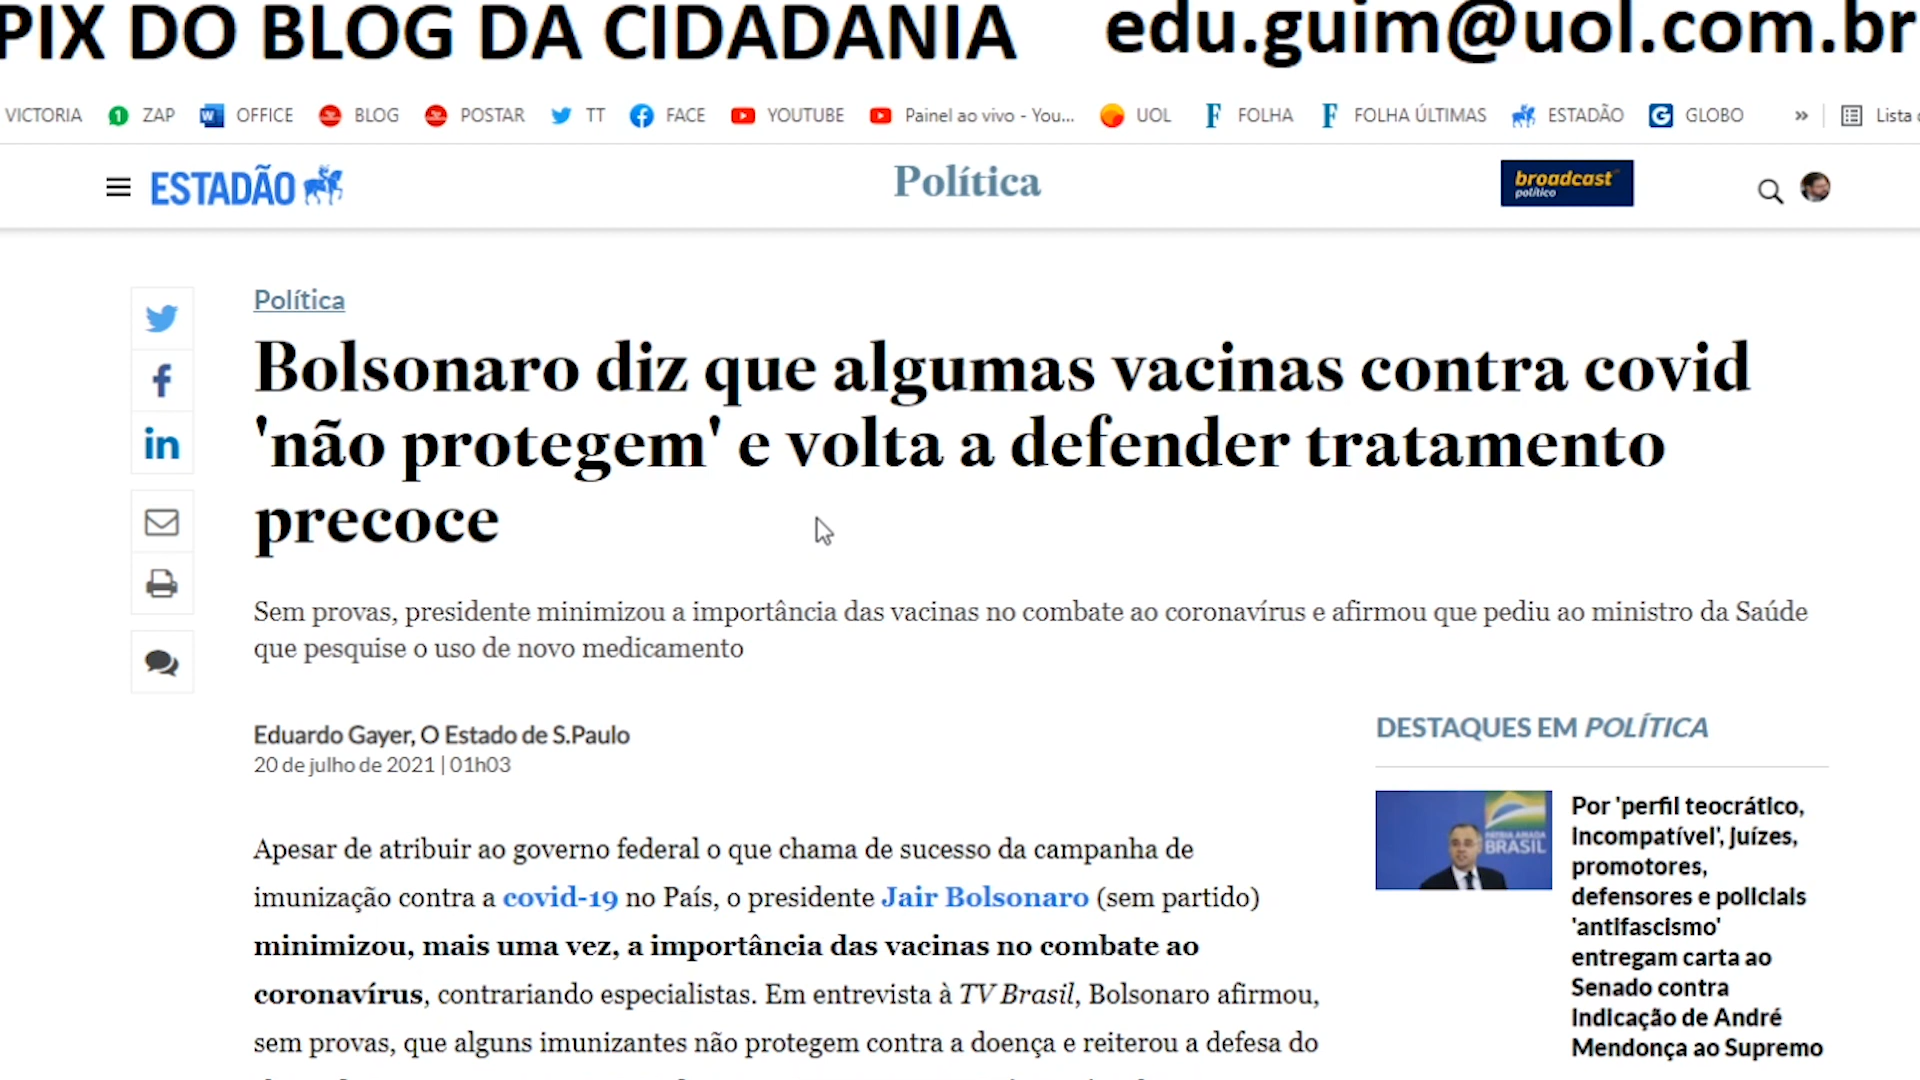 PIX DO BLOG DA CIDADANIA edu.guim@uol.com.br
VICTORIA 1 ZAP W OFFICE BLOG POSTAR TT FACE YOUTUBE Painel ao vivo - You... UOL F FOLHA F FOLHA ÚLTIMAS ESTADÃO G GLOBO » Lista
ESTADÃO Política broadcast político
Política
Bolsonaro diz que algumas vacinas contra covid
'não protegem' e volta a defender tratamento
precoce
Sem provas, presidente minimizou a importância das vacinas no combate ao coronavírus e afirmou que pediu ao ministro da Saúde
que pesquise o uso de novo medicamento
Eduardo Gayer, O Estado de S.Paulo
20 de julho de 2021 | 01h03
Apesar de atribuir ao governo federal o que chama de sucesso da campanha de
imunização contra a covid-19 no País, o presidente Jair Bolsonaro (sem partido)
minimizou, mais uma vez, a importância das vacinas no combate ao
coronavírus, contrariando especialistas. Em entrevista à TV Brasil, Bolsonaro afirmou,
sem provas, que alguns imunizantes não protegem contra a doença e reiterou a defesa do
DESTAQUES EM POLÍTICA
PÁTRIA AMADA
BRASIL
Por 'perfil teocrático,
incompatível', juízes,
promotores,
defensores e policiais
'antifascismo'
entregam carta ao
Senado contra
indicação de André
Mendonça ao Supremo